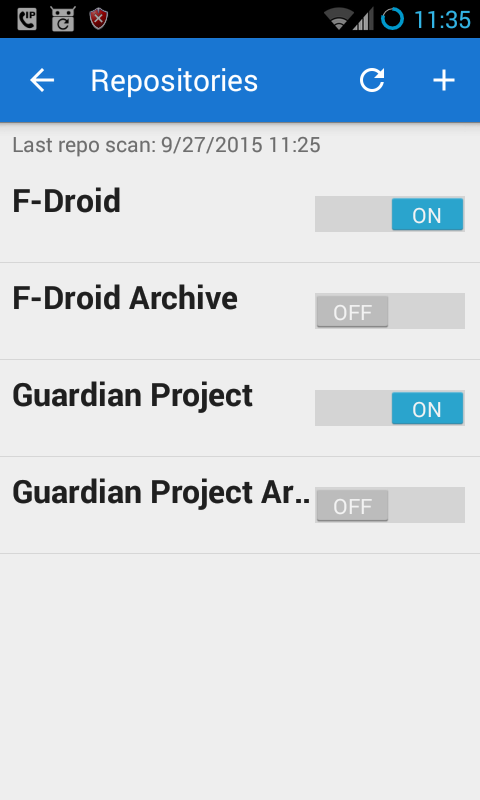 IP
11:35
Repositories
Last repo scan: 9/27/2015 11:25
F-Droid
ON
F-Droid Archive
OFF
Guardian Project
ON
Guardian Project Ar..
OFF